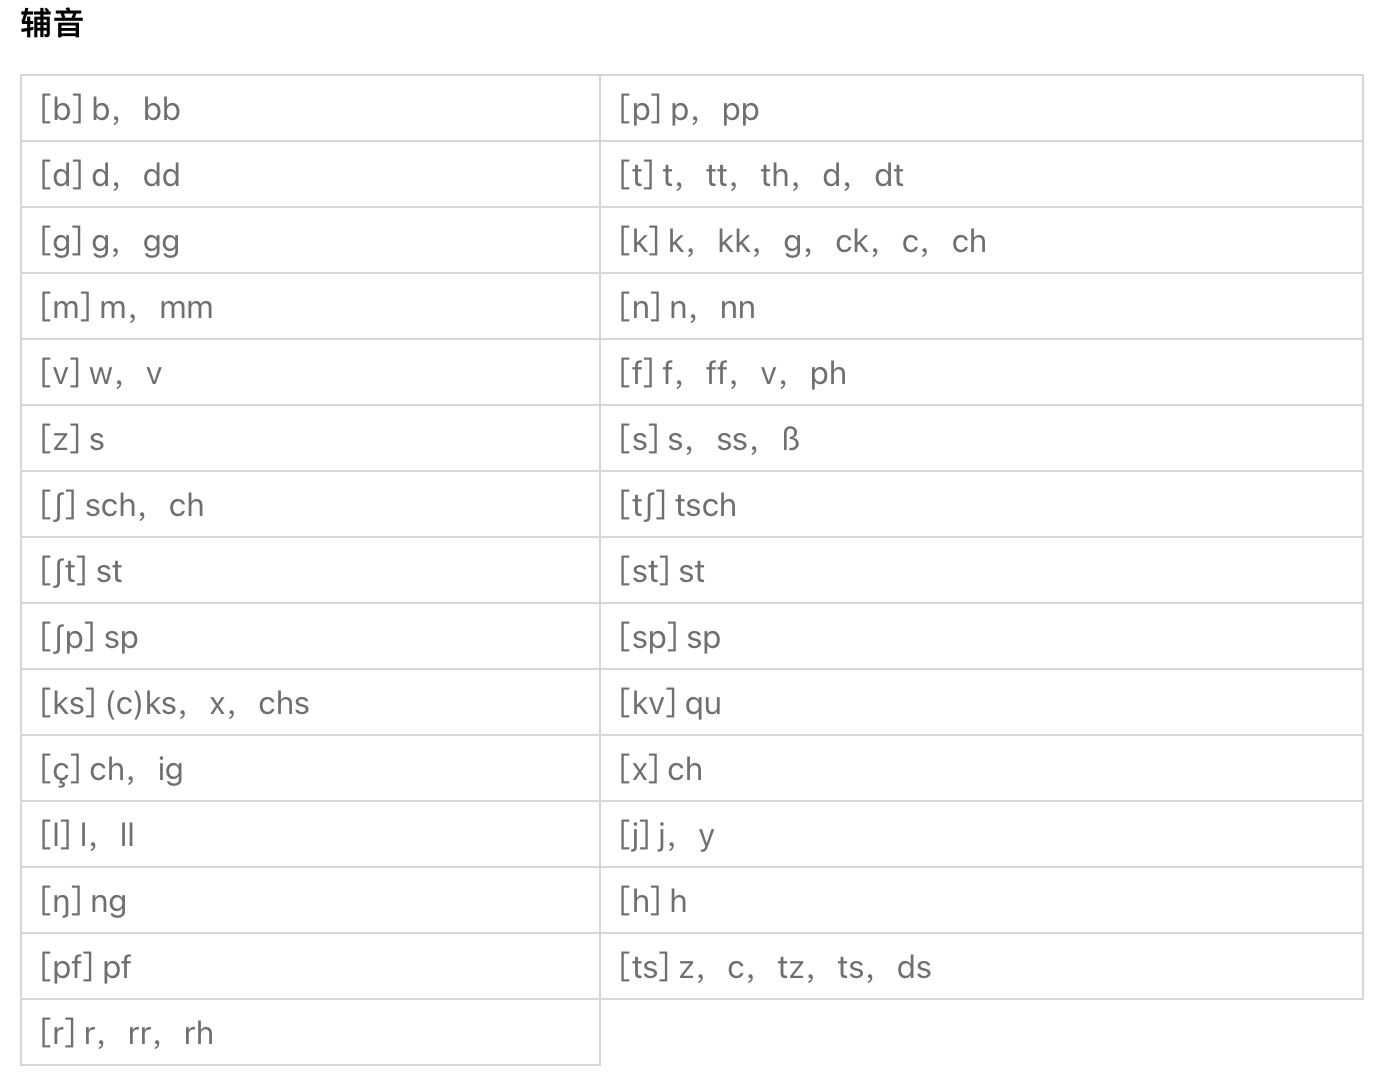 辅音
[b] b， bb
[p] p， pp
[d] d， dd
[t] t， tt， th， d， dt
[g] g， gg
[k] k， kk， g， ck， c， ch
[m] m， mm
[n] n， nn
[v] w， v
[f] f， ff， v， ph
[z] s
[s] s， ss， ß
[ʃ] sch， ch
[tʃ] tsch
[ʃt] st
[st] st
[ʃp] sp
[sp] sp
[ks] (c)ks， x， chs
[kv] qu
[ç] ch， ig
[x] ch
[l] l， ll
[j] j， y
[ŋ] ng
[h] h
[pf] pf
[ts] z， c， tz， ts， ds
[r] r， rr， rh